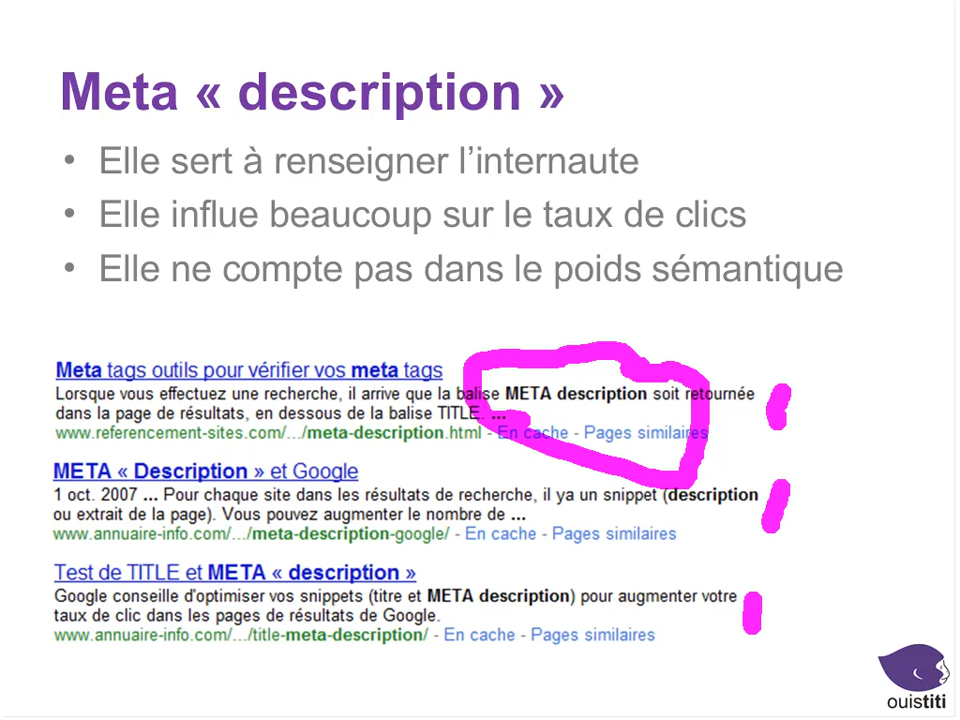 Meta « description »
• Elle sert à renseigner l’internaute
• Elle influe beaucoup sur le taux de clics
• Elle ne compte pas dans le poids sémantique
Meta tags outils pour vérifier vos meta tags
Lorsque vous effectuez une recherche, il arrive que la balise META description soit retournée
dans la page de résultats, en dessous de la balise TITLE. ...
www.referencement-sites.com/.../meta-description.html - En cache - Pages similaires
META « Description » et Google
1 oct. 2007 ... Pour chaque site dans les résultats de recherche, il ya un snippet (description
ou extrait de la page). Vous pouvez augmenter le nombre de ...
www.annuaire-info.com/.../meta-description-google/ - En cache - Pages similaires
Test de TITLE et META « description »
Google conseille d'optimiser vos snippets (titre et META description) pour augmenter votre
taux de clic dans les pages de résultats de Google.
www.annuaire-info.com/.../title-meta-description/ - En cache - Pages similaires
ouistiti